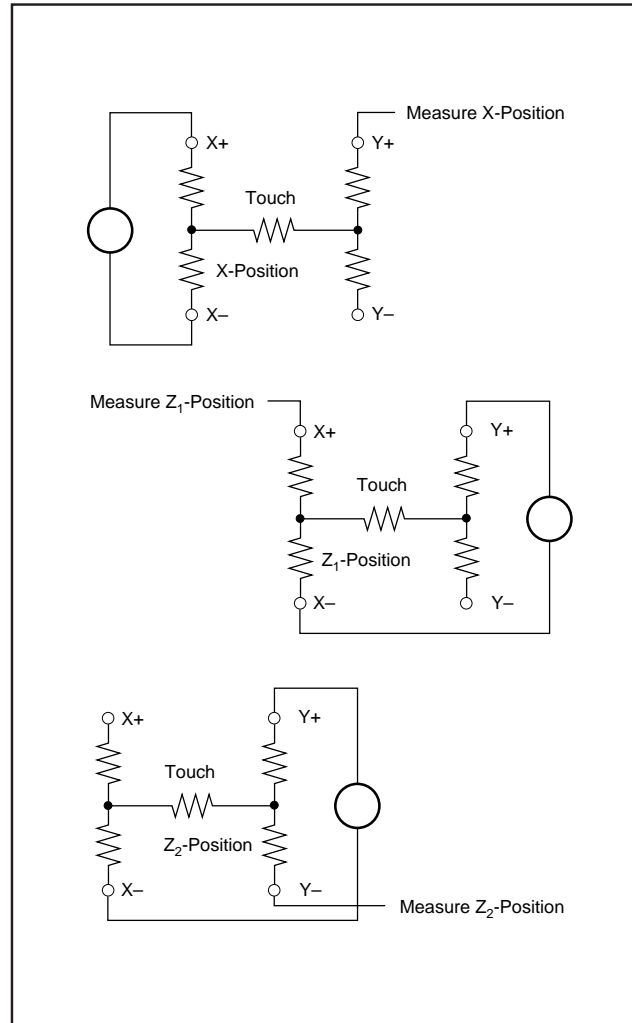 Measure X-Position
X+
Y+
Touch
X-Position
X–
Y–
Measure Z₁-Position
X+
Y+
Touch
Z₁-Position
X–
Y–
X+
Y+
Touch
Z₂-Position
X–
Y–
Measure Z₂-Position